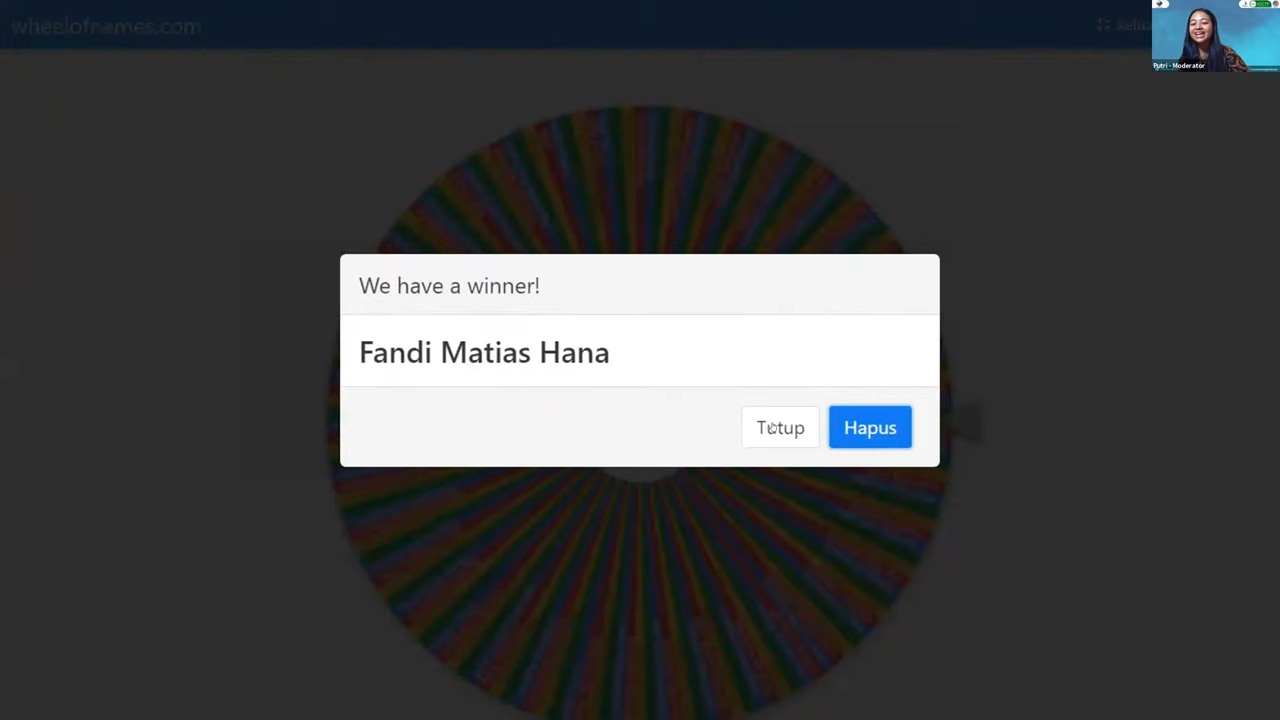 wheelofnames.com
We have a winner!
Fandi Matias Hana
Tutup
Hapus
Putri - Moderator